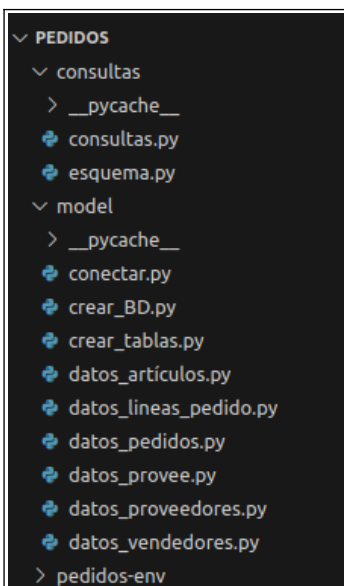 PEDIDOS
consultas
__pycache__
consultas.py
esquema.py
model
__pycache__
conectar.py
crear_BD.py
crear_tablas.py
datos_artículos.py
datos_lineas_pedido.py
datos_pedidos.py
datos_provee.py
datos_proveedores.py
datos_vendedores.py
pedidos-env